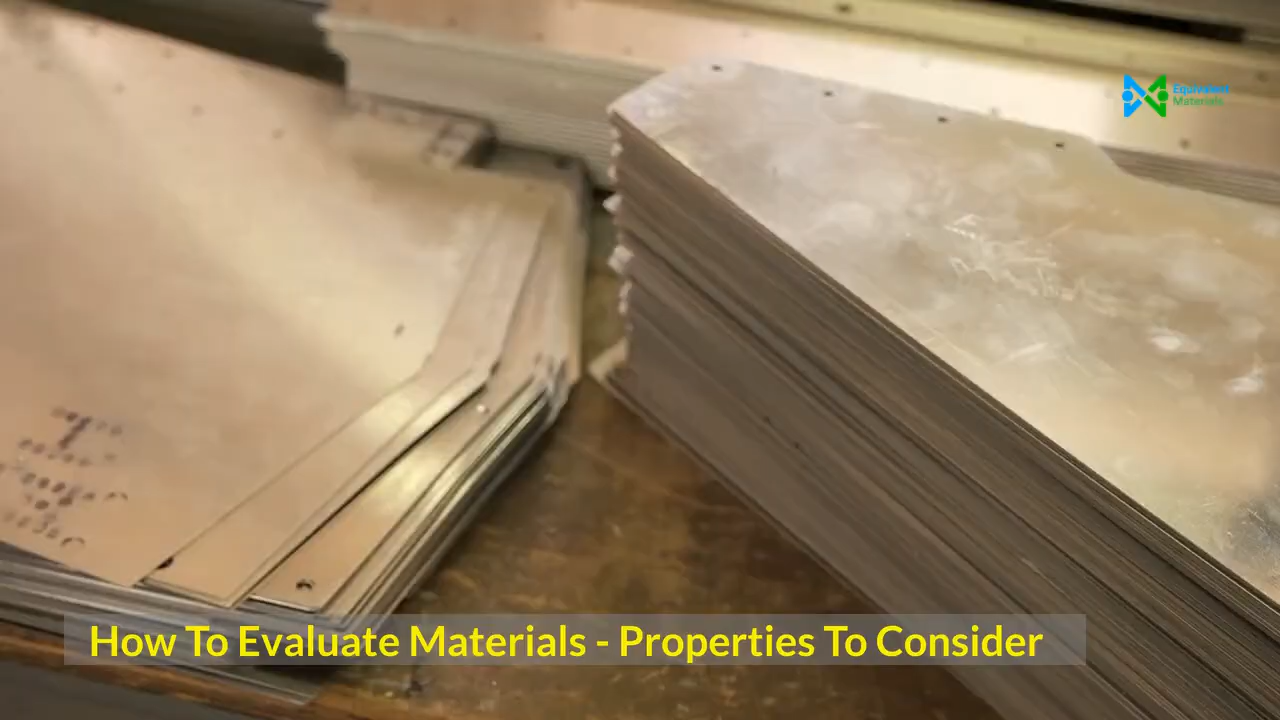 Equivalent
Materials
How To Evaluate Materials - Properties To Consider